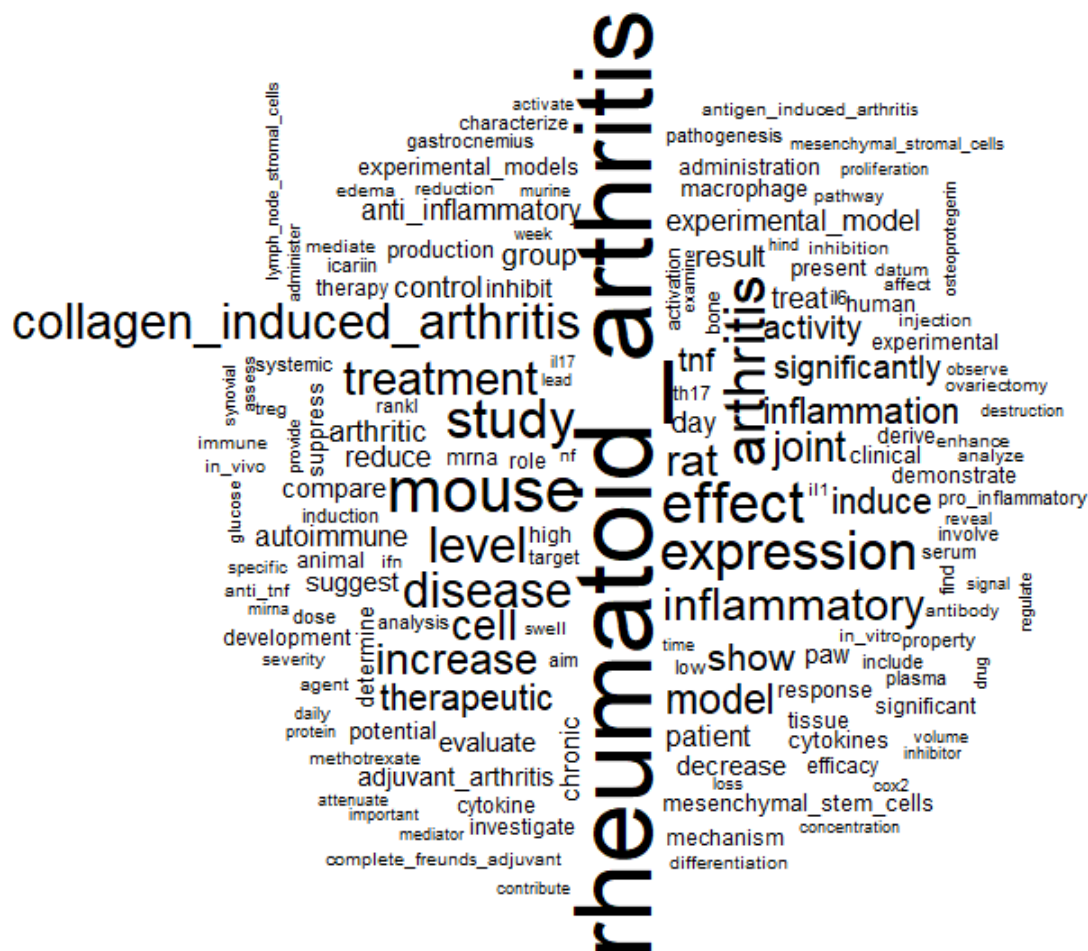 rheumatoid arthritis
activate
characterize
gastrocnemius
experimental_models
edema
reduction
murine
anti_inflammatory
week
lymph_node_stromal_cells
administer
mediate
production
group
icariin
therapy
control
inhibit
collagen_induced_arthritis
antigen_induced_arthritis
pathogenesis
mesenchymal_stromal_cells
administration
proliferation
macrophage
pathway
experimental_model
osteoprotegerin
activation
examine
result
hind
inhibition
present
datum
affect
bone
arthritis
treat
il6
human
activity
injection
experimental
l
tnf
th17
day
significantly
observe
ovariectomy
inflammation
destruction
rat
joint
derive
clinical
enhance
analyze
demonstrate
synovial
assess
systemic
treatment
il17
lead
treg
rankl
study
immune
provide
suppress
arthritic
in_vivo
reduce
mrna
role
nf
glucose
compare
mouse
induction
autoimmune
level
high
target
specific
animal
ifn
anti_tnf
suggest
disease
mirna
dose
analysis
cell
swell
development
severity
determine
increase
aim
agent
therapeutic
daily
protein
potential
evaluate
chronic
methotrexate
adjuvant_arthritis
attenuate
important
cytokine
mediator
investigate
complete_freunds_adjuvant
contribute
effect
il1
induce
pro_inflammatory
reveal
involve
expression
serum
find
signal
regulate
inflammatory
antibody
in_vitro
property
time
low
show
paw
include
plasma
drug
model
response
significant
tissue
patient
cytokines
volume
inhibitor
decrease
efficacy
loss
cox2
mesenchymal_stem_cells
mechanism
concentration
differentiation